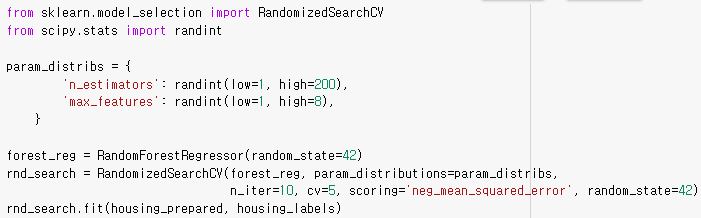 from sklearn.model_selection import RandomizedSearchCV
from scipy.stats import randint

param_distribs = {
        'n_estimators': randint(low=1, high=200),
        'max_features': randint(low=1, high=8),
    }

forest_reg = RandomForestRegressor(random_state=42)
rnd_search = RandomizedSearchCV(forest_reg, param_distributions=param_distribs,
                                n_iter=10, cv=5, scoring='neg_mean_squared_error', random_state=42)
rnd_search.fit(housing_prepared, housing_labels)